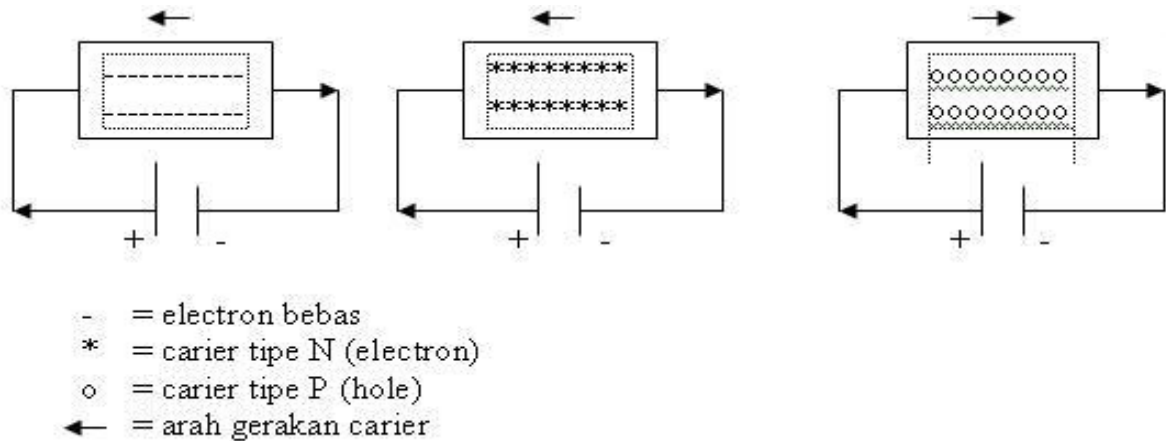 + -
+ -
+ -
- = electron bebas
* = carier tipe N (electron)
o = carier tipe P (hole)
← = arah gerakan carier